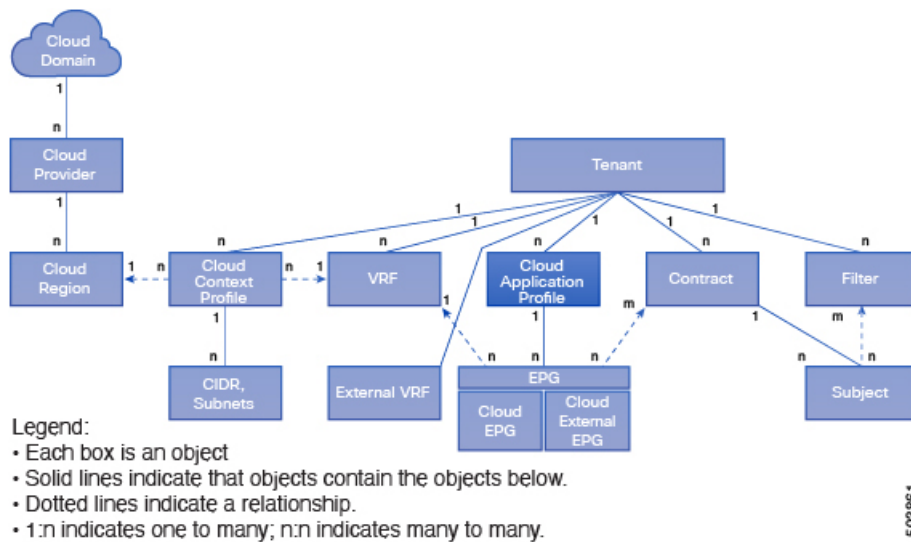 Cloud
Domain
1
n
Cloud
Provider
Tenant
1
1
1
1
1
1
n
n
n
n
n
n
Cloud
Region
1
n
Cloud
Context
Profile
n
1
VRF
Cloud
Application
Profile
Contract
Filter
1
1
1
m
1
m
n
n
n
n
n
n
CIDR,
Subnets
External VRF
EPG
Cloud
EPG
Cloud
External
EPG
Subject
Legend:
• Each box is an object
• Solid lines indicate that objects contain the objects below.
• Dotted lines indicate a relationship.
• 1:n indicates one to many; n:n indicates many to many.